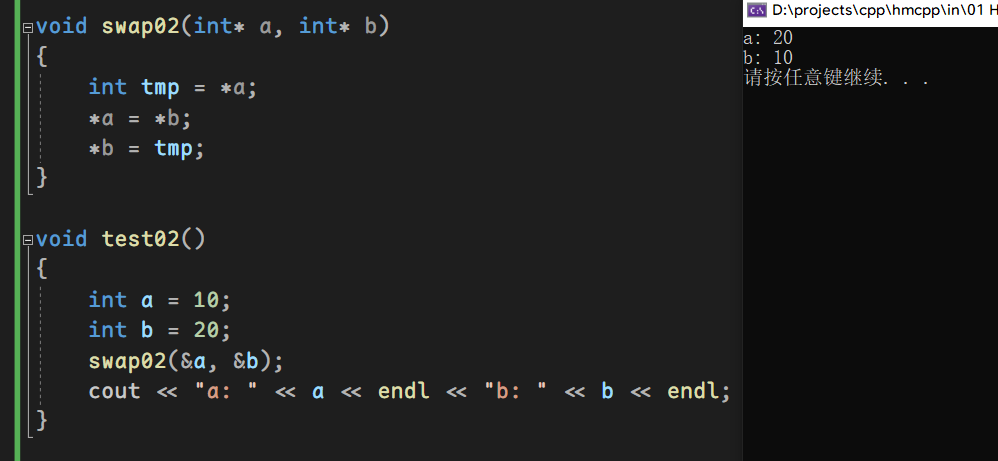 void swap02(int* a, int* b)
{
    int tmp = *a;
    *a = *b;
    *b = tmp;
}
void test02()
{
    int a = 10;
    int b = 20;
    swap02(&a, &b);
    cout << "a: " << a << endl << "b: " << b << endl;
}
D:\projects\cpp\hmcpp\in\01 H
a: 20
b: 10
请按任意键继续. . .